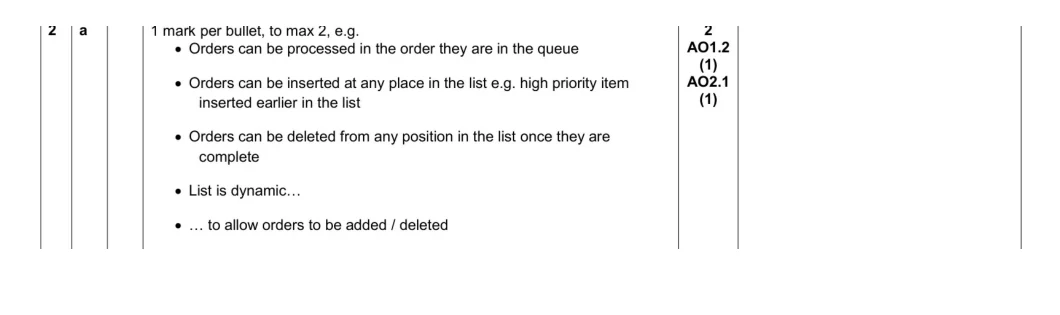 2 a 1 mark per bullet, to max 2, e.g. 2
• Orders can be processed in the order they are in the queue AO1.2
(1)
• Orders can be inserted at any place in the list e.g. high priority item AO2.1
inserted earlier in the list (1)
• Orders can be deleted from any position in the list once they are
complete
• List is dynamic…
• … to allow orders to be added / deleted